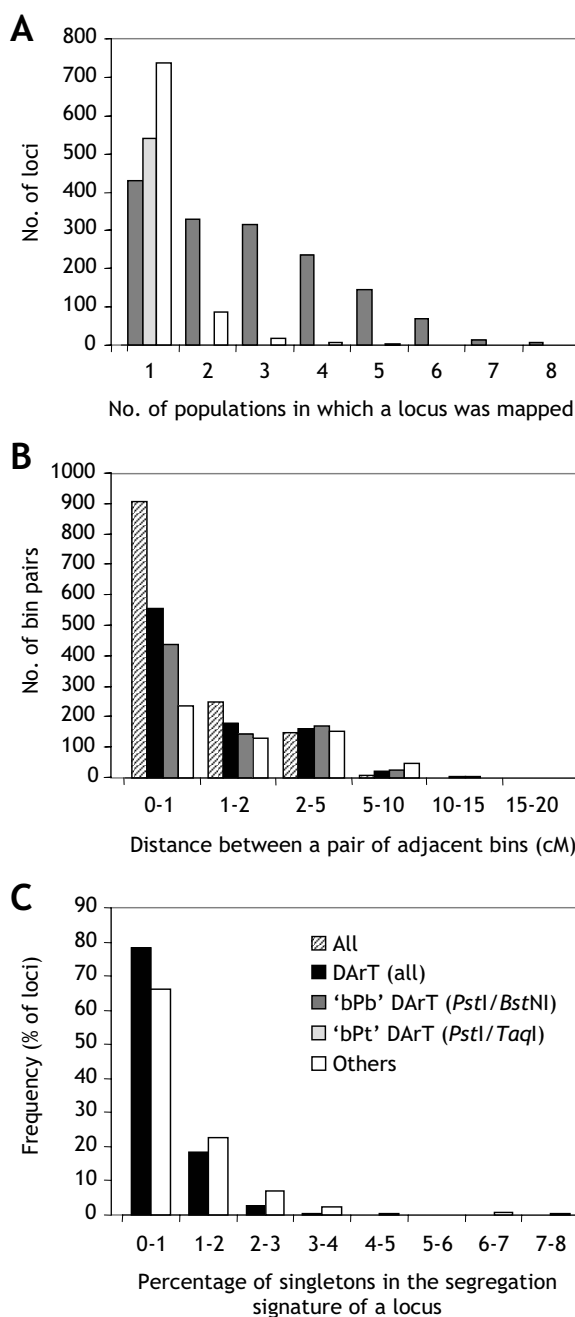 A
800
700
600
500
400
300
200
100
0
No. of loci
1 2 3 4 5 6 7 8
No. of populations in which a locus was mapped
B
1000
900
800
700
600
500
400
300
200
100
0
No. of bin pairs
0-1 1-2 2-5 5-10 10-15 15-20
Distance between a pair of adjacent bins (cM)
C
90
80
70
60
50
40
30
20
10
0
Frequency (% of loci)
All
DArT (all)
‘bPb’ DArT (PstI/BstNI)
‘bPt’ DArT (PstI/TaqI)
Others
0-1 1-2 2-3 3-4 4-5 5-6 6-7 7-8
Percentage of singletons in the segregation
signature of a locus